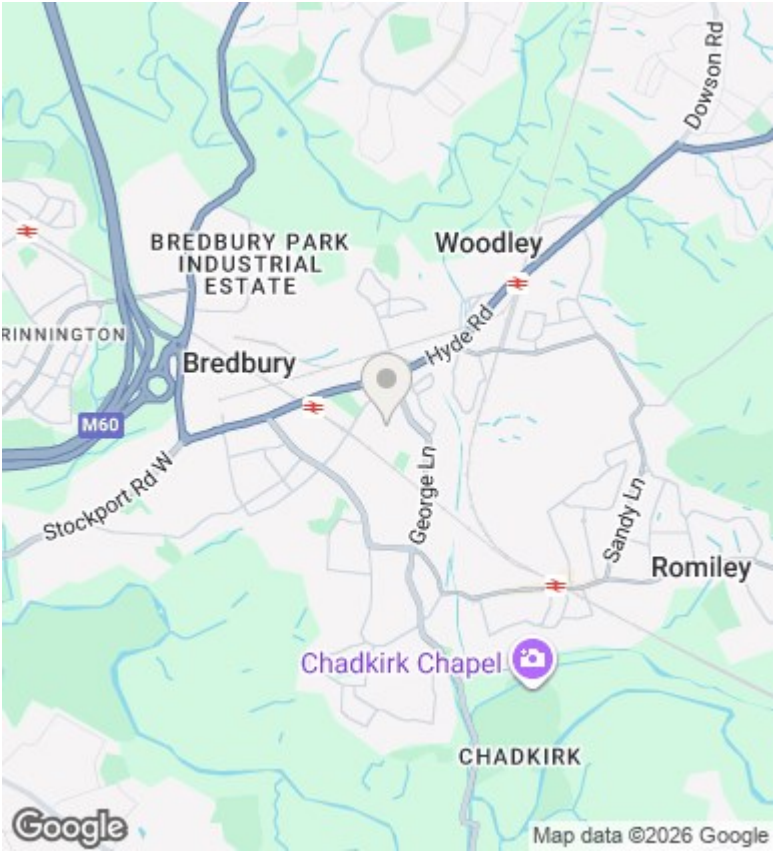 Dowson Rd
Woodley
BREDBURY PARK
INDUSTRIAL
ESTATE
RINNINGTON
Hyde Rd
Bredbury
M60
Stockport Rd W
George Ln
Sandy Ln
Romiley
Chadkirk Chapel
CHADKIRK
Google
Map data ©2026 Google